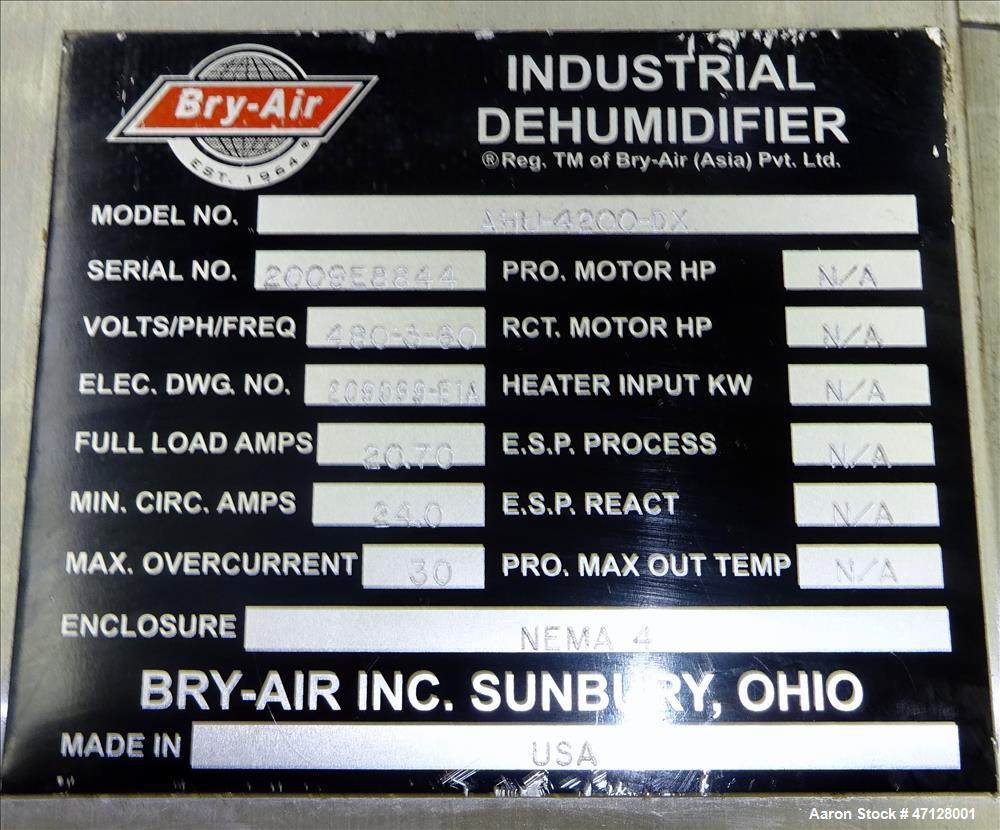 Bry-Air
EST. 1964®
INDUSTRIAL
DEHUMIDIFIER
®Reg. TM of Bry-Air (Asia) Pvt. Ltd.
MODEL NO. AHU-4200-DX
SERIAL NO. 2009E8844 PRO. MOTOR HP N/A
VOLTS/PH/FREQ 480-3-60 RCT. MOTOR HP N/A
ELEC. DWG. NO. 209099-E1A HEATER INPUT KW N/A
FULL LOAD AMPS 20.70 E.S.P. PROCESS N/A
MIN. CIRC. AMPS 24.0 E.S.P. REACT N/A
MAX. OVERCURRENT 30 PRO. MAX OUT TEMP N/A
ENCLOSURE NEMA 4
BRY-AIR INC. SUNBURY, OHIO
MADE IN USA
Aaron Stock # 47128001